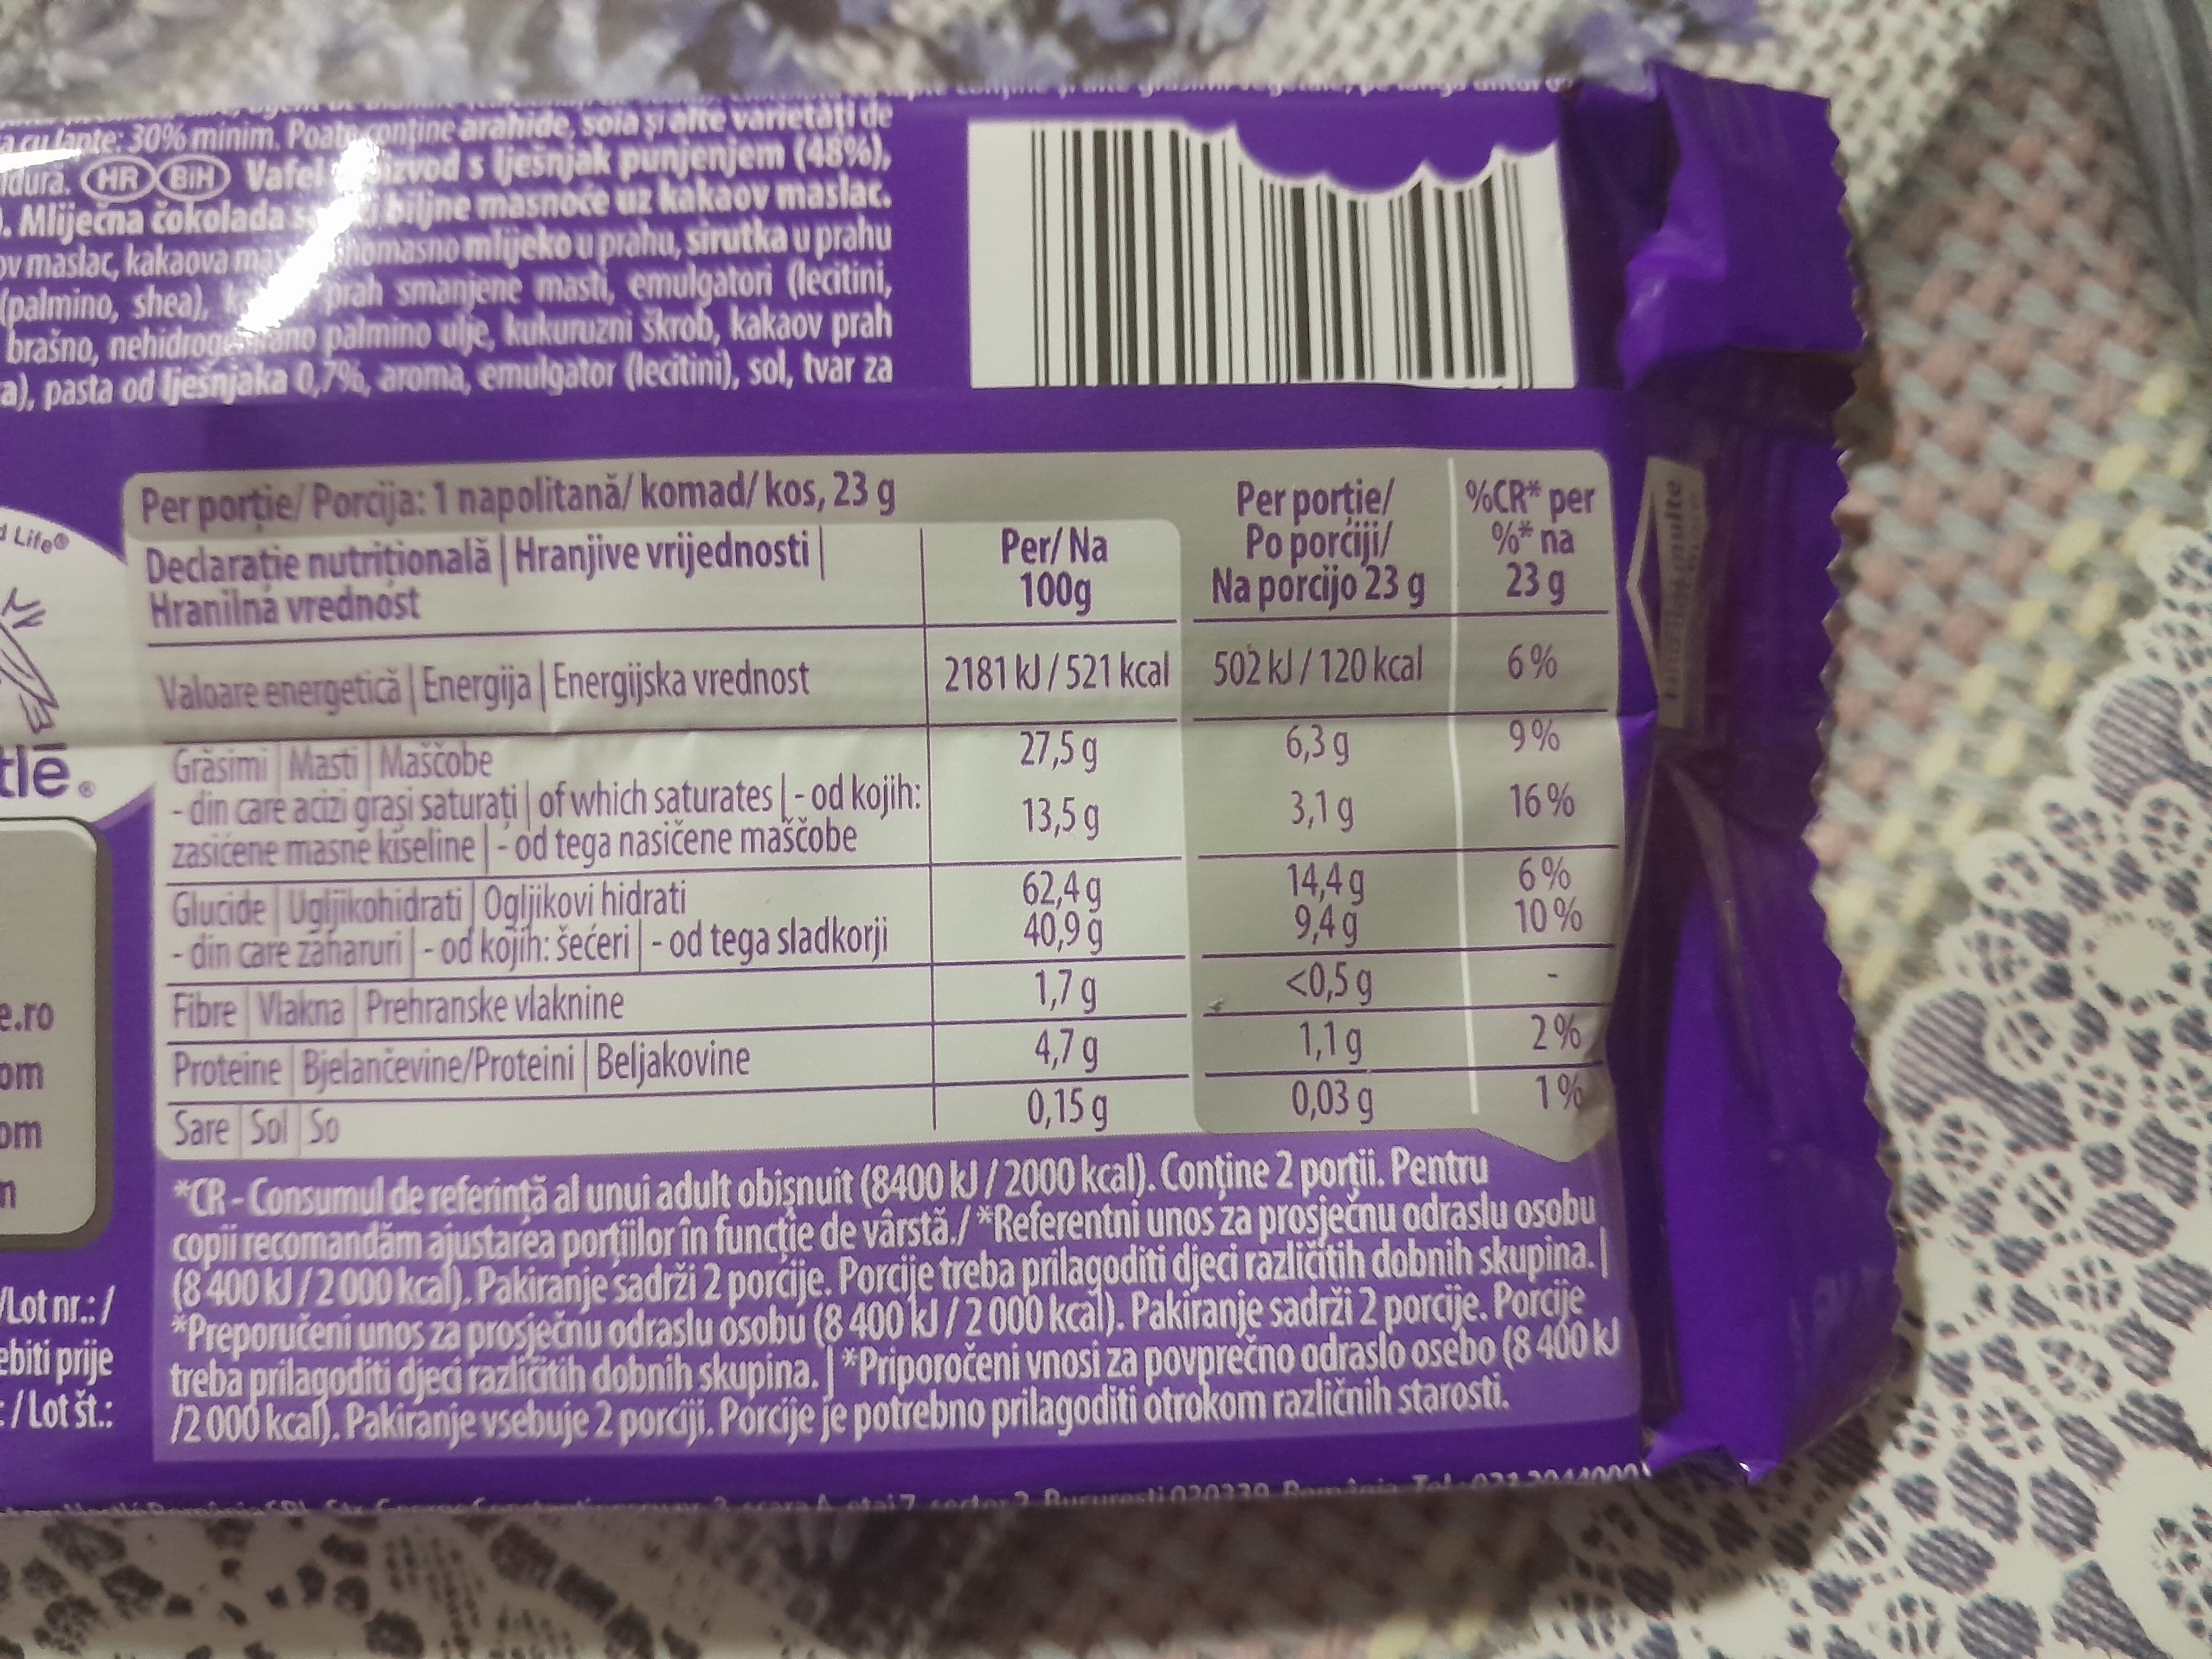 a cu lapte: 30% minim. Poate conține arahide, soia și alte varietăți de
HR BIH Vafel s lješnjak punjenjem (48%),
. Mliječna čokolada biljne masnoće uz kakaov maslac.
maslac, kakaova mlijeko u prahu, sirutka u prahu
(palmino, shea), prah smanjene masti, emulgatori (lecitini,
brašno, palmino ulje, kukuruzni škrob, kakaov prah
a), pasta od lješnjaka 0,7%, aroma, emulgator (lecitini), sol, tvar za
Life®
tlé®
Per porție/ Porcija: 1 napolitană/ komad/ kos, 23 g
Declarație nutrițională | Hranjive vrijednosti |
Hranilna vrednost
Per/ Na
100g
Per porție/
Po porciji/
Na porcijo 23 g
%CR* per
%* na
23 g
Valoare energetică | Energija | Energijska vrednost 2181 kJ / 521 kcal 502 kJ / 120 kcal 6 %
Grăsimi | Masti | Maščobe 27,5 g 6,3 g 9 %
- din care acizi grași saturați | of which saturates | - od kojih: 13,5 g 3,1 g 16 %
zasićene masne kiseline | - od tega nasičene maščobe
Glucide | Ugljikohidrati | Ogljikovi hidrati 62,4 g 14,4 g 6 %
- din care zaharuri | - od kojih: šećeri | - od tega sladkorji 40,9 g 9,4 g 10 %
Fibre | Vlakna | Prehranske vlaknine 1,7 g <0,5 g -
Proteine | Bjelančevine/Proteini | Beljakovine 4,7 g 1,1 g 2 %
Sare | Sol | So 0,15 g 0,03 g 1 %
*CR - Consumul de referință al unui adult obișnuit (8400 kJ / 2000 kcal). Conține 2 porții. Pentru
copii recomandăm ajustarea porțiilor în funcție de vârstă./ *Referentni unos za prosječnu odraslu osobu
(8 400 kJ / 2 000 kcal). Pakiranje sadrži 2 porcije. Porcije treba prilagoditi djeci različitih dobnih skupina. |
*Preporučeni unos za prosječnu odraslu osobu (8 400 kJ / 2 000 kcal). Pakiranje sadrži 2 porcije. Porcije
treba prilagoditi djeci različitih dobnih skupina. | *Priporočeni vnosi za povprečno odraslo osebo (8 400 kJ
/2 000 kcal). Pakiranje vsebuje 2 porciji. Porcije je potrebno prilagoditi otrokom različnih starosti.
e.ro
om
om
/Lot nr.: /
ebiti prije
: / Lot št.: